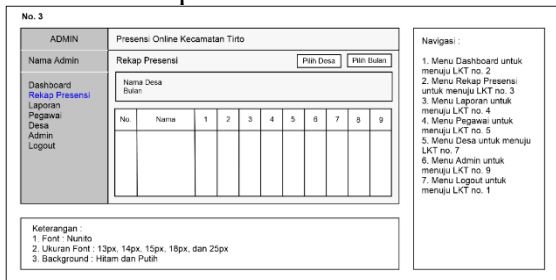 No. 3
ADMIN
Presensi Online Kecamatan Tirto
Nama Admin
Rekap Presensi
Pilih Desa
Pilih Bulan
Dashboard
Rekap Presensi
Laporan
Pegawai
Desa
Admin
Logout
Nama Desa
Bulan
No. Nama 1 2 3 4 5 6 7 8 9
Navigasi :
1. Menu Dashboard untuk
menuju LKT no. 2
2. Menu Rekap Presensi
untuk menuju LKT no. 3
3. Menu Laporan untuk
menuju LKT no. 4
4. Menu Pegawai untuk
menuju LKT no. 5
5. Menu Desa untuk menuju
LKT no. 7
6. Menu Admin untuk
menuju LKT no. 9
7. Menu Logout untuk
menuju LKT no. 1
Keterangan :
1. Font : Nunito
2. Ukuran Font : 13px, 14px, 15px, 18px, dan 25px
3. Background : Hitam dan Putih